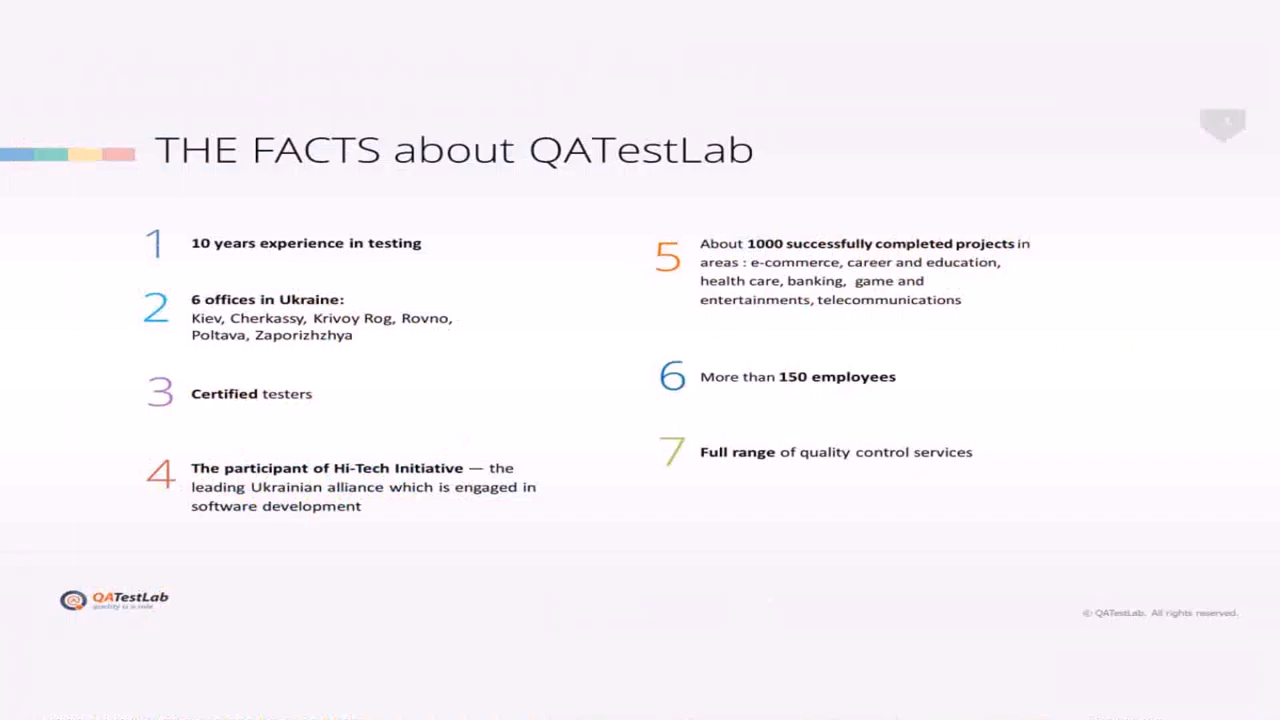 THE FACTS about QATestLab
1
10 years experience in testing
2
6 offices in Ukraine:
Kiev, Cherkassy, Krivoy Rog, Rovno,
Poltava, Zaporizhzhya
3
Certified testers
4
The participant of Hi-Tech Initiative — the
leading Ukrainian alliance which is engaged in
software development
5
About 1000 successfully completed projects in
areas : e-commerce, career and education,
health care, banking, game and
entertainments, telecommunications
6
More than 150 employees
7
Full range of quality control services
QATestLab
quality is a rule
© QATestLab. All rights reserved.